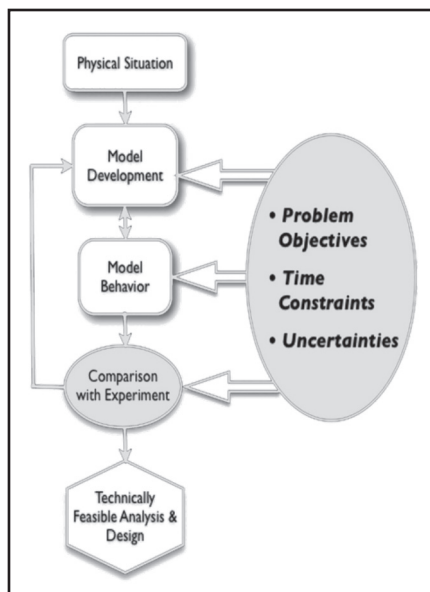 Physical Situation
Model
Development
Model
Behavior
Comparison
with Experiment
Technically
Feasible Analysis &
Design
• Problem
Objectives
• Time
Constraints
• Uncertainties